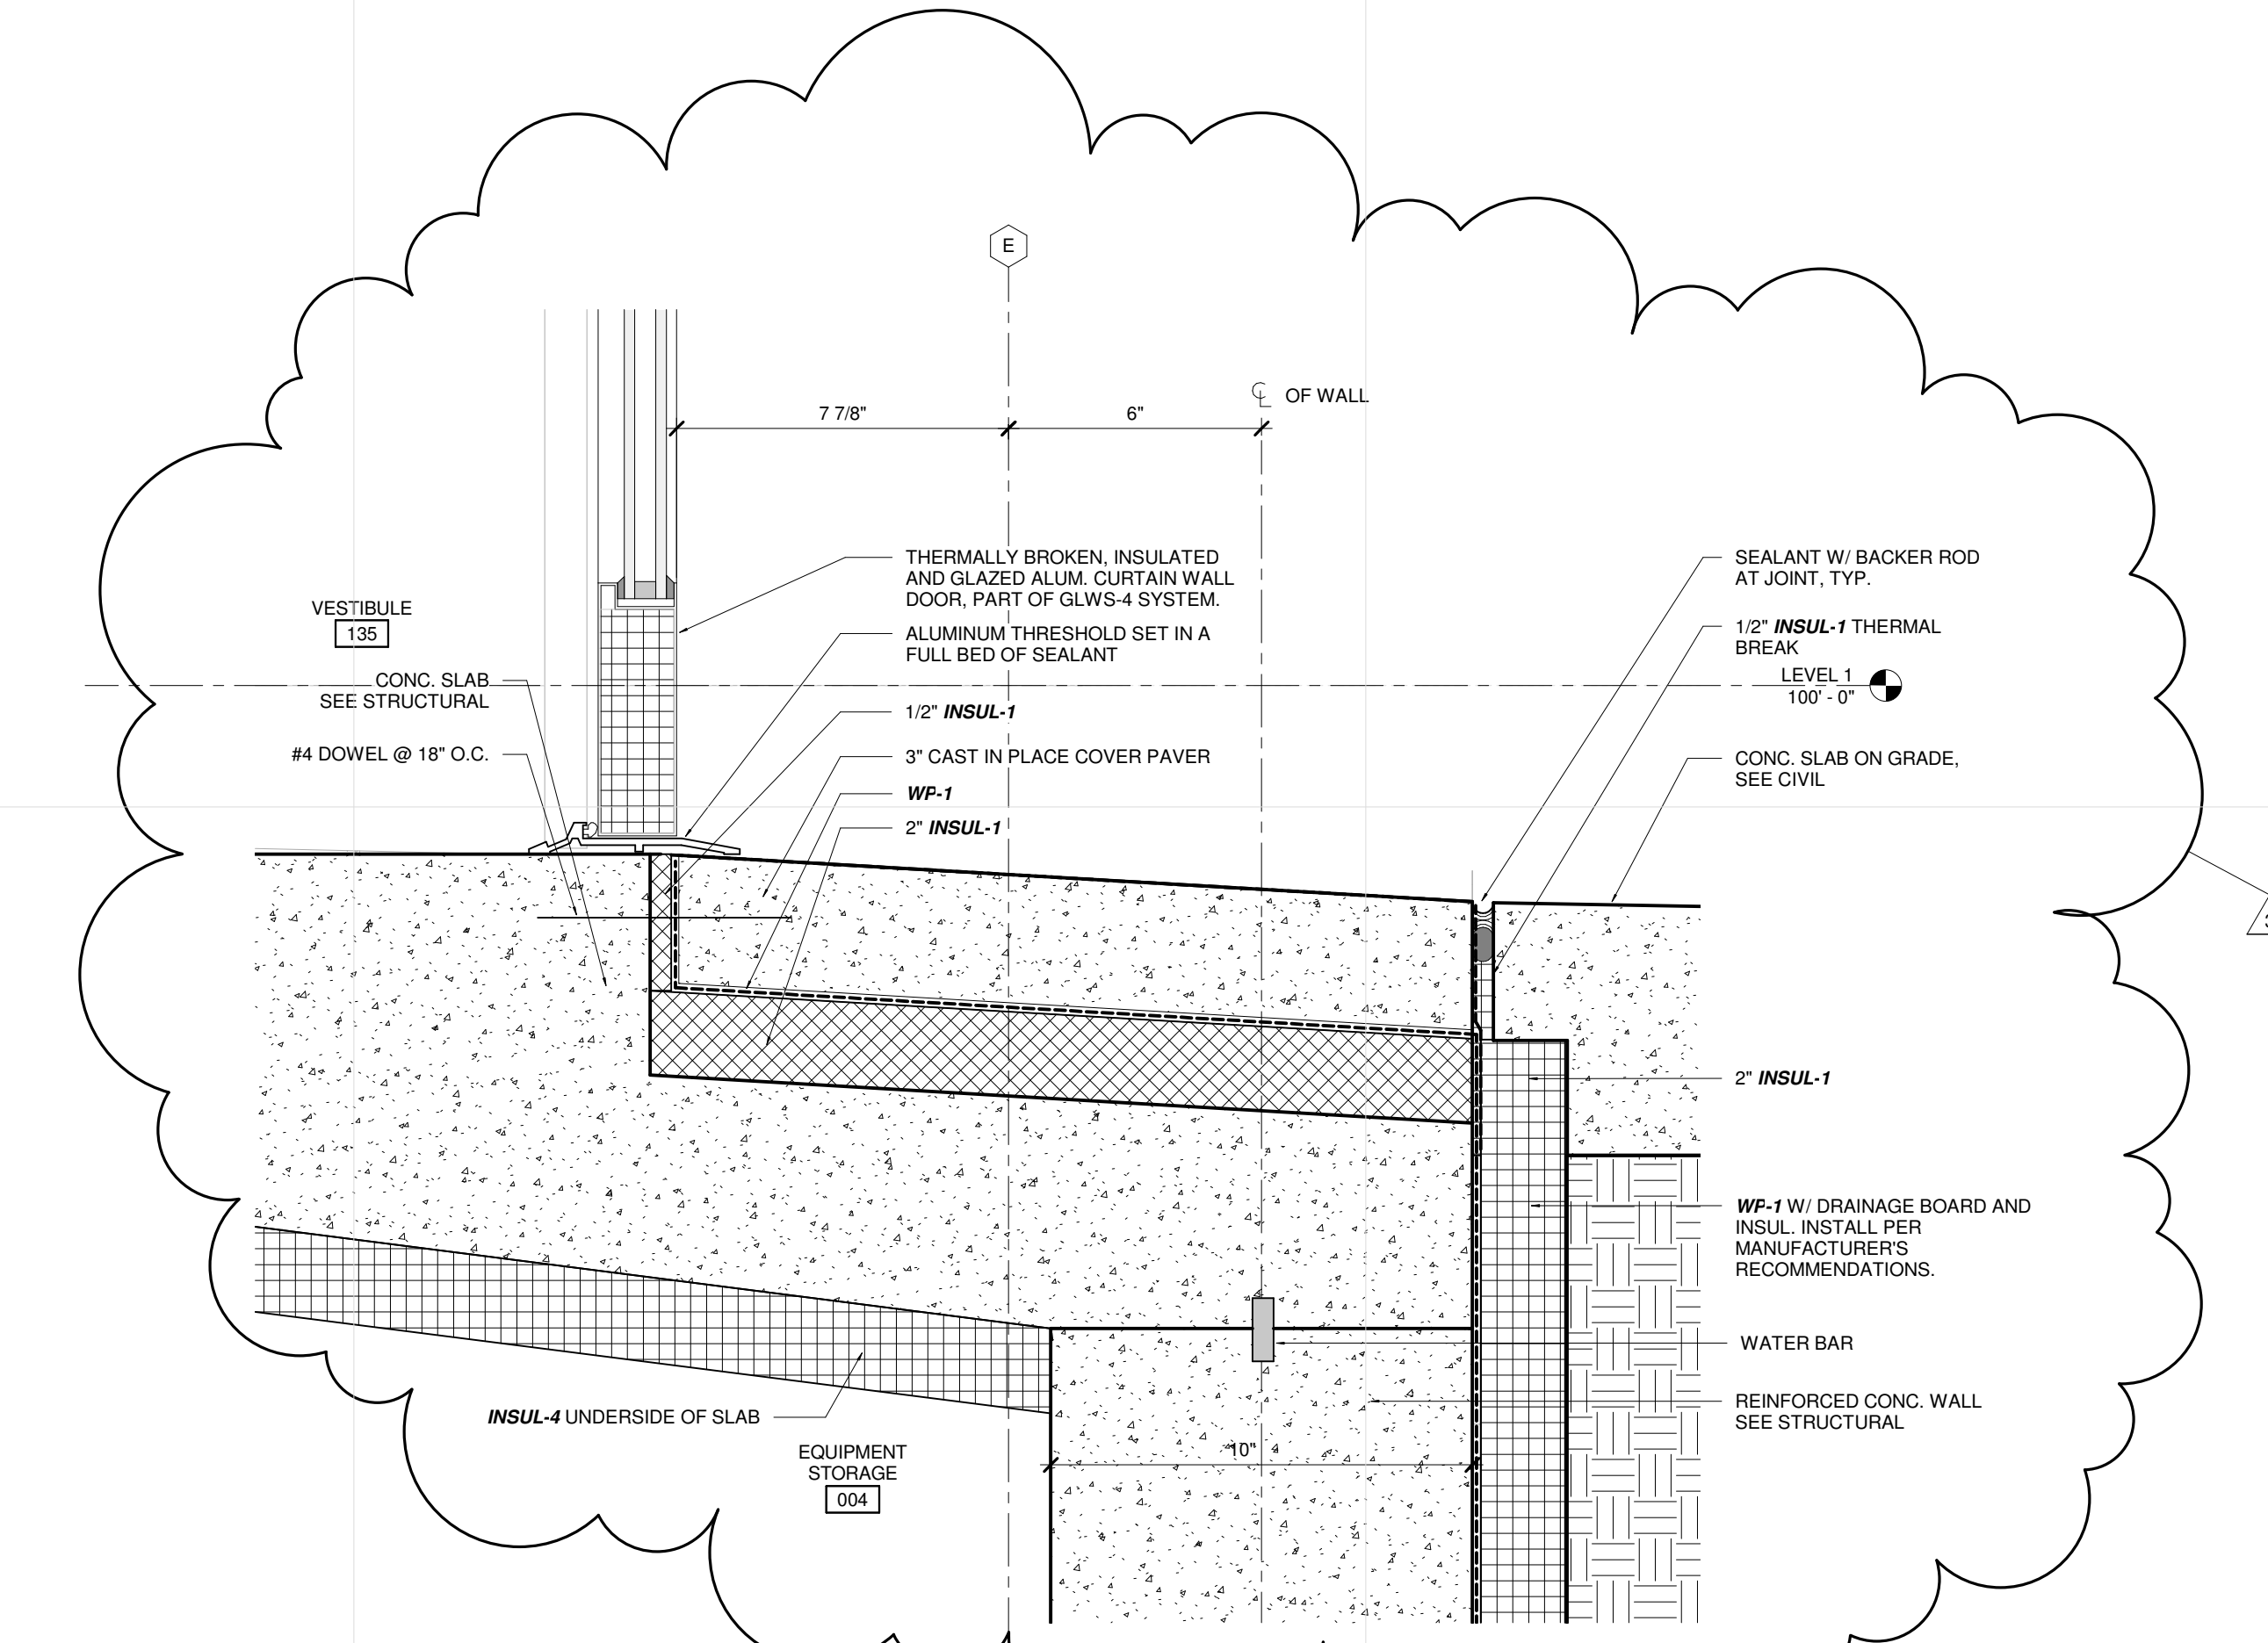 E
℄ OF WALL
7 7/8"
6"
THERMALLY BROKEN, INSULATED
AND GLAZED ALUM. CURTAIN WALL
DOOR, PART OF GLWS-4 SYSTEM.
ALUMINUM THRESHOLD SET IN A
FULL BED OF SEALANT
1/2" INSUL-1
3" CAST IN PLACE COVER PAVER
WP-1
2" INSUL-1
VESTIBULE
135
CONC. SLAB
SEE STRUCTURAL
#4 DOWEL @ 18" O.C.
SEALANT W/ BACKER ROD
AT JOINT, TYP.
1/2" INSUL-1 THERMAL
BREAK
LEVEL 1
100' - 0"
CONC. SLAB ON GRADE,
SEE CIVIL
2" INSUL-1
WP-1 W/ DRAINAGE BOARD AND
INSUL. INSTALL PER
MANUFACTURER'S
RECOMMENDATIONS.
WATER BAR
REINFORCED CONC. WALL
SEE STRUCTURAL
INSUL-4 UNDERSIDE OF SLAB
EQUIPMENT
STORAGE
004
10"